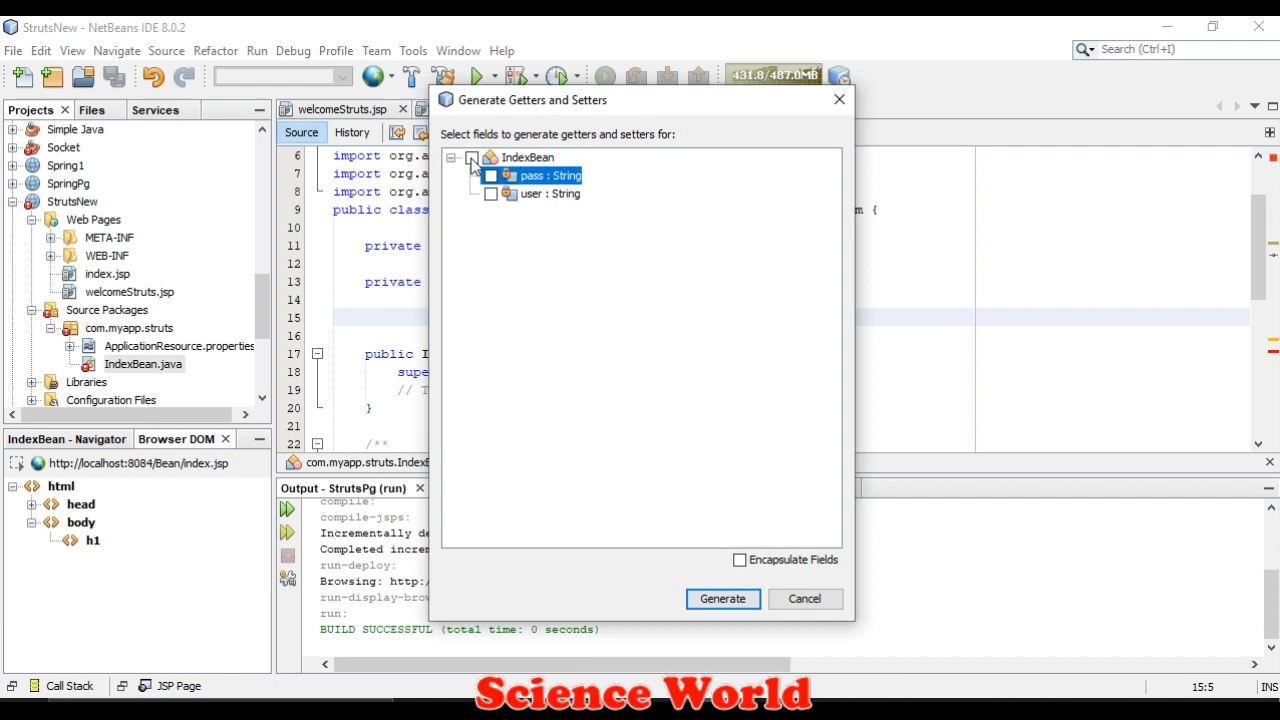 StrutsNew - NetBeans IDE 8.0.2
File Edit View Navigate Source Refactor Run Debug Profile Team Tools Window Help
Search (Ctrl+I)
431.8/487.0MB
Projects Files Services
welcomeStruts.jsp
Source History
Simple Java
Socket
Spring1
SpringPg
StrutsNew
Web Pages
META-INF
WEB-INF
index.jsp
welcomeStruts.jsp
Source Packages
com.myapp.struts
ApplicationResource.properties
IndexBean.java
Libraries
Configuration Files
6 import org.a
7 import org.a
8 import org.a
9 public class m {
10
11 private
12
13 private
14
15
16
17 public I
18 supe
19 // T
20 }
21
22 /**
com.myapp.struts.IndexB
Generate Getters and Setters
Select fields to generate getters and setters for:
IndexBean
pass : String
user : String
Encapsulate Fields
Generate Cancel
IndexBean - Navigator Browser DOM
http://localhost:8084/Bean/index.jsp
html
head
body
h1
Output - StrutsPg (run)
compile:
compile-jsps:
Incrementally de
Completed increm
run-deploy:
Browsing: http:/
run-display-brow
run:
BUILD SUCCESSFUL (total time: 0 seconds)
Call Stack JSP Page
15:5 INS
Science World